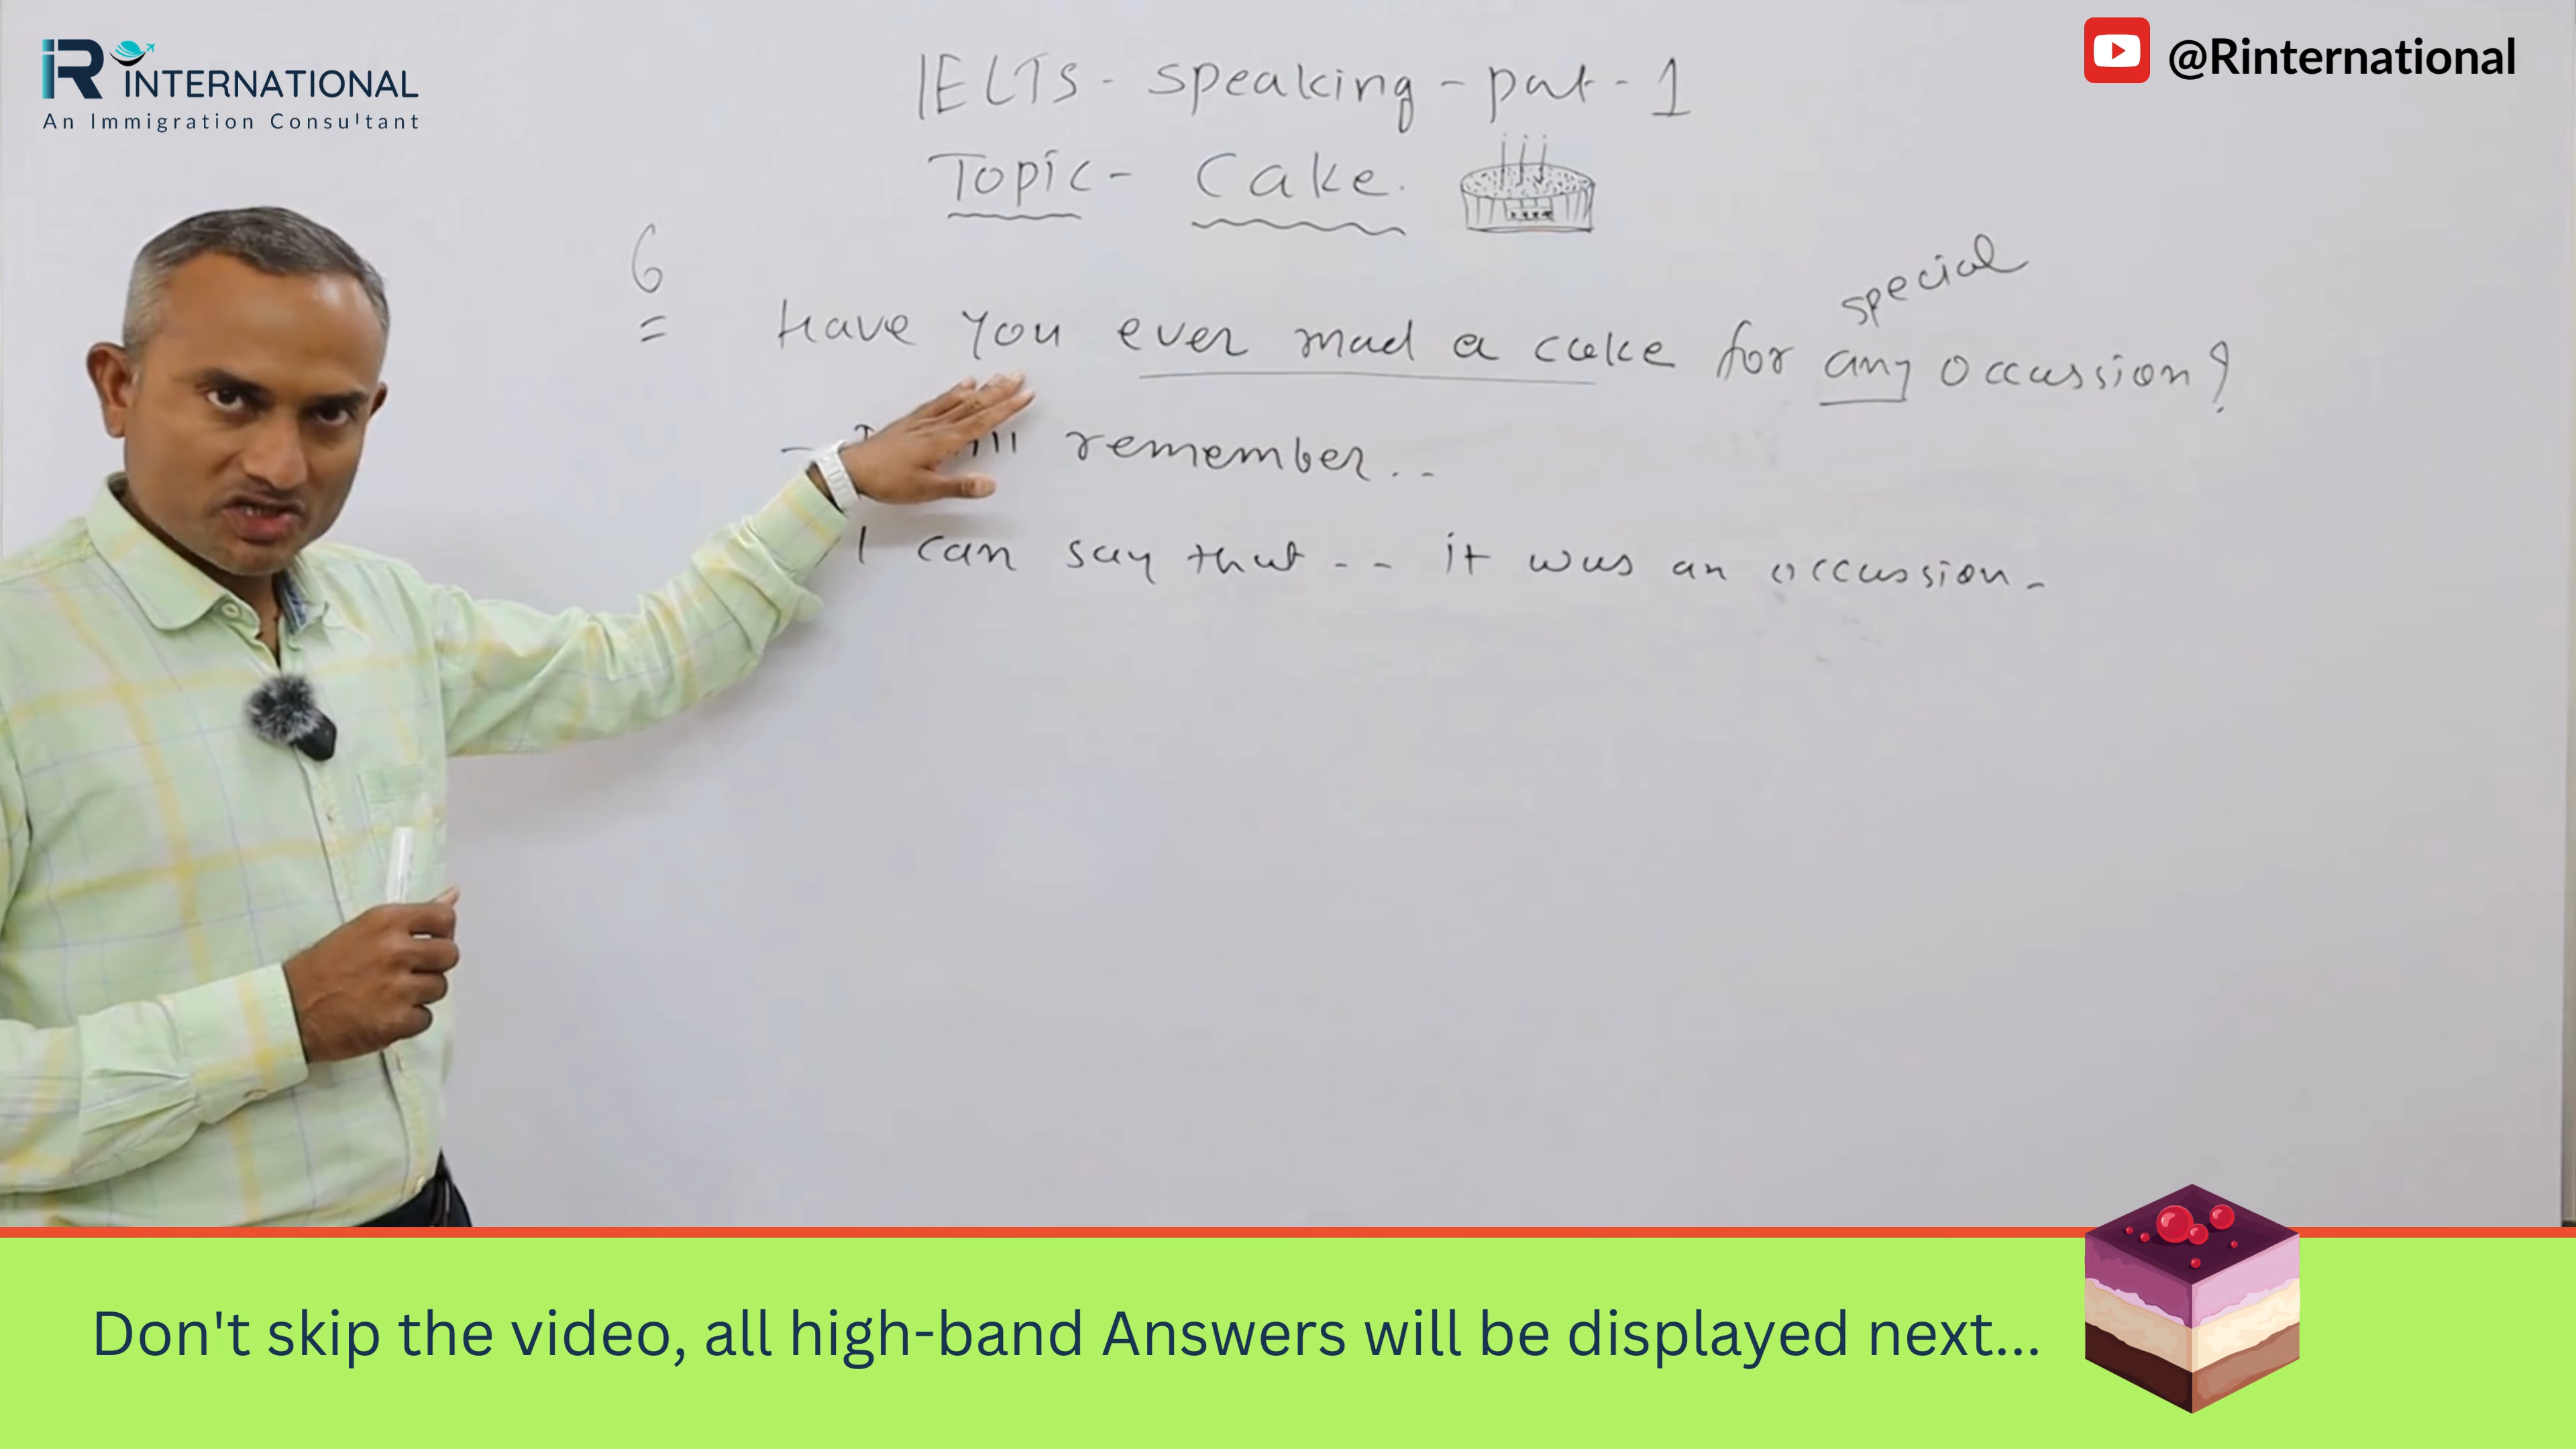 iR INTERNATIONAL
An Immigration Consultant
@Rinternational
IELTS - speaking - part - 1
Topic - Cake.
6
special
Have you ever mad a cake for any occassion?
- I remember..
I can say that - - it was an occassion -
Don't skip the video, all high-band Answers will be displayed next...